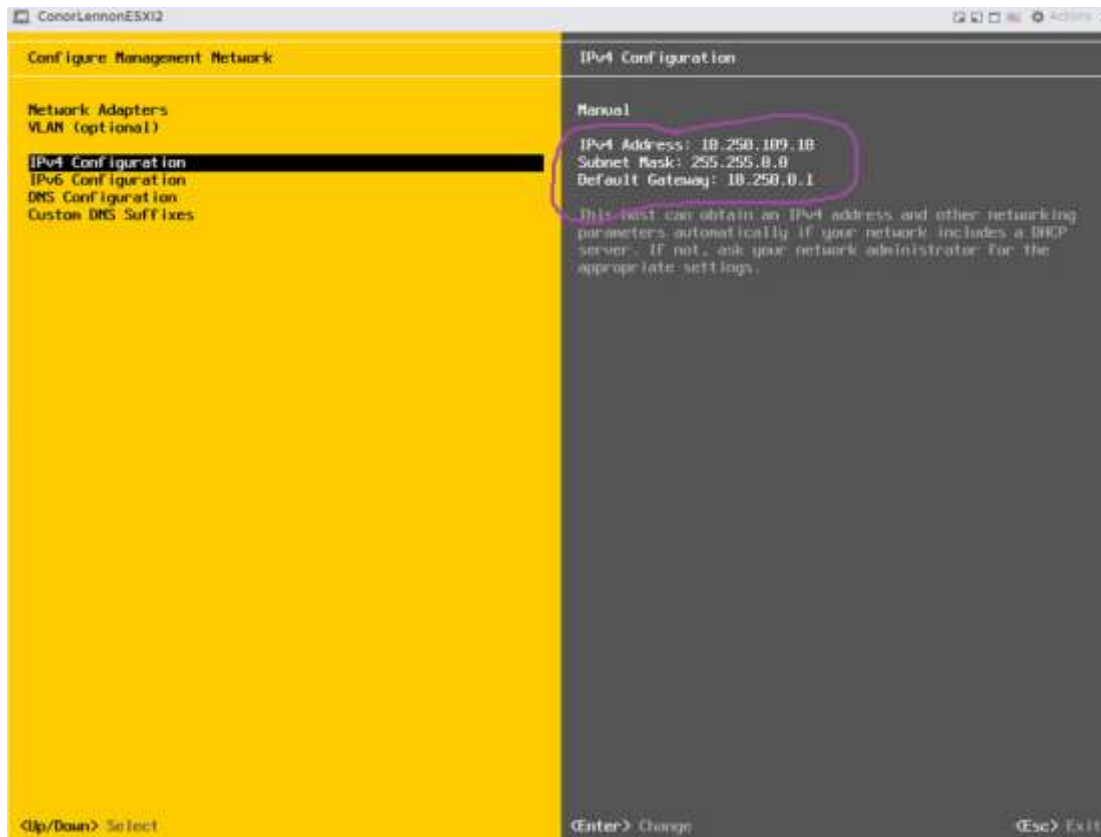 ConorLennonESXI2
Actions
Configure Management Network
IPv4 Configuration
Network Adapters
VLAN (optional)
IPv4 Configuration
IPv6 Configuration
DNS Configuration
Custom DNS Suffixes
Manual
IPv4 Address: 10.250.109.10
Subnet Mask: 255.255.0.0
Default Gateway: 10.250.0.1
This host can obtain an IPv4 address and other networking
parameters automatically if your network includes a DHCP
server. If not, ask your network administrator for the
appropriate settings.
<Up/Down> Select
<Enter> Change
<Esc> Exit